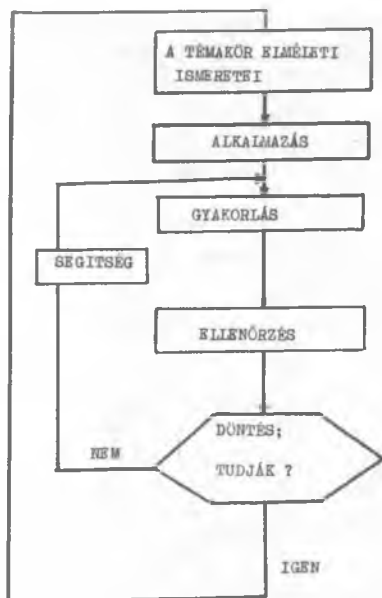 A TÉMAKÖR ELMÉLETI
ISMERETEI
ALKALMAZÁS
GYAKORLÁS
SEGITSÉG
ELLENŐRZÉS
DÖNTÉS;
NEM
TUDJÁK ?
IGEN